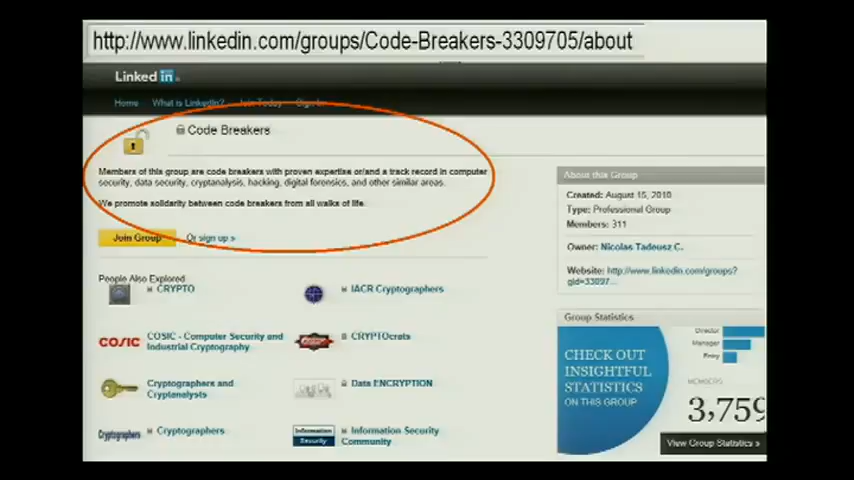 http://www.linkedin.com/groups/Code-Breakers-3309705/about
Linked in
Home What is LinkedIn? Join Today Sign In
Code Breakers
Members of this group are code breakers with proven expertise or/and a track record in computer
security, data security, cryptanalysis, hacking, digital forensics, and other similar areas.
We promote solidarity between code breakers from all walks of life.
Join Group Or sign up »
People Also Explored
CRYPTO
IACR Cryptographers
COSIC
COSIC - Computer Security and
Industrial Cryptography
CRYPTOcrats
Cryptographers and
Cryptanalysts
Data ENCRYPTION
Cryptographers
Cryptographers
Information
Security
Information Security
Community
About this Group
Created: August 15, 2010
Type: Professional Group
Members: 311
Owner: Nicolas Tadeusz C.
Website: http://www.linkedin.com/groups?
gid=33097...
Group Statistics
CHECK OUT
INSIGHTFUL
STATISTICS
ON THIS GROUP
Director
Manager
Entry
MEMBERS
3,759
View Group Statistics »